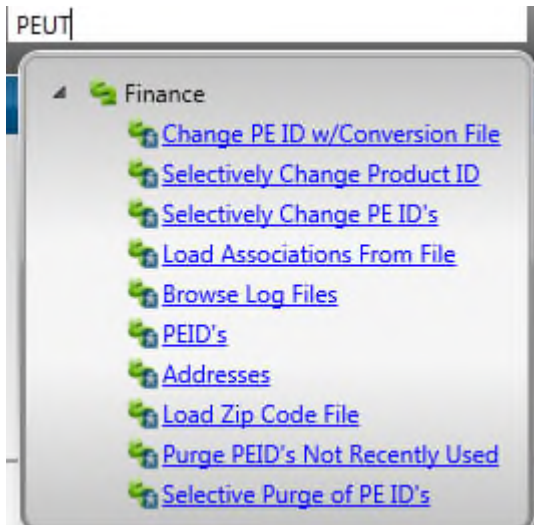 PEUT
Finance
Change PE ID w/Conversion File
Selectively Change Product ID
Selectively Change PE ID's
Load Associations From File
Browse Log Files
PEID's
Addresses
Load Zip Code File
Purge PEID's Not Recently Used
Selective Purge of PE ID's